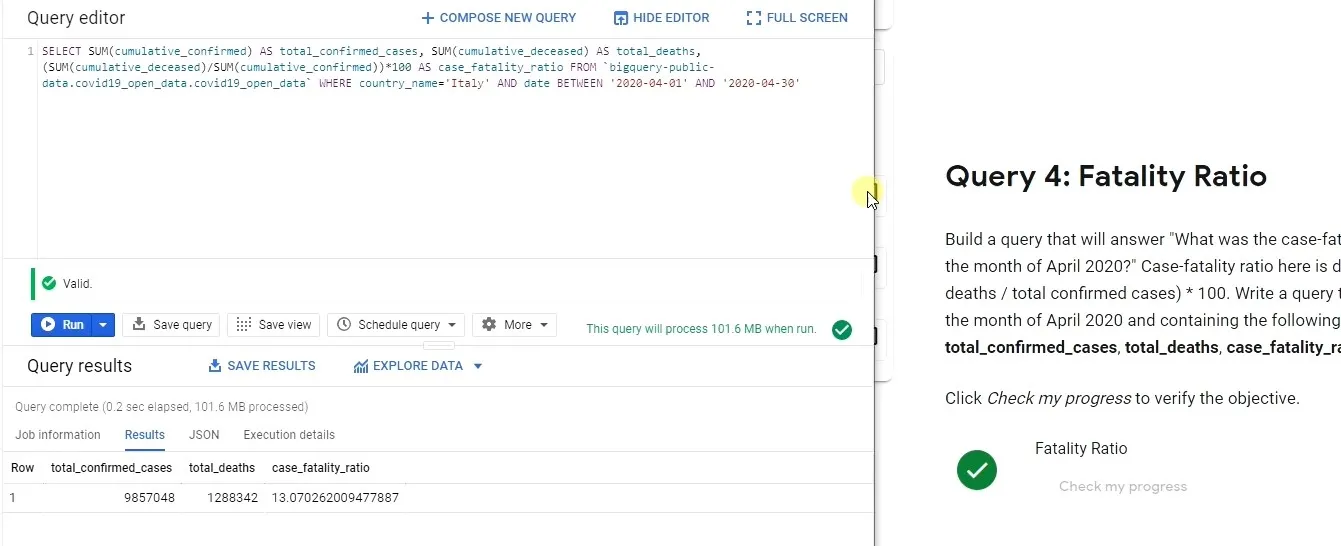 Query editor
COMPOSE NEW QUERY
HIDE EDITOR
FULL SCREEN
1 SELECT SUM(cumulative_confirmed) AS total_confirmed_cases, SUM(cumulative_deceased) AS total_deaths,
(SUM(cumulative_deceased)/SUM(cumulative_confirmed))*100 AS case_fatality_ratio FROM `bigquery-public-
data.covid19_open_data.covid19_open_data` WHERE country_name='Italy' AND date BETWEEN '2020-04-01' AND '2020-04-30'
Valid.
Run
Save query
Save view
Schedule query
More
This query will process 101.6 MB when run.
Query results
SAVE RESULTS
EXPLORE DATA
Query complete (0.2 sec elapsed, 101.6 MB processed)
Job information Results JSON Execution details
Row total_confirmed_cases total_deaths case_fatality_ratio
1 9857048 1288342 13.070262009477887
Query 4: Fatality Ratio
Build a query that will answer "What was the case-fat
the month of April 2020?" Case-fatality ratio here is d
deaths / total confirmed cases) * 100. Write a query t
the month of April 2020 and containing the following
total_confirmed_cases, total_deaths, case_fatality_ra
Click Check my progress to verify the objective.
Fatality Ratio
Check my progress